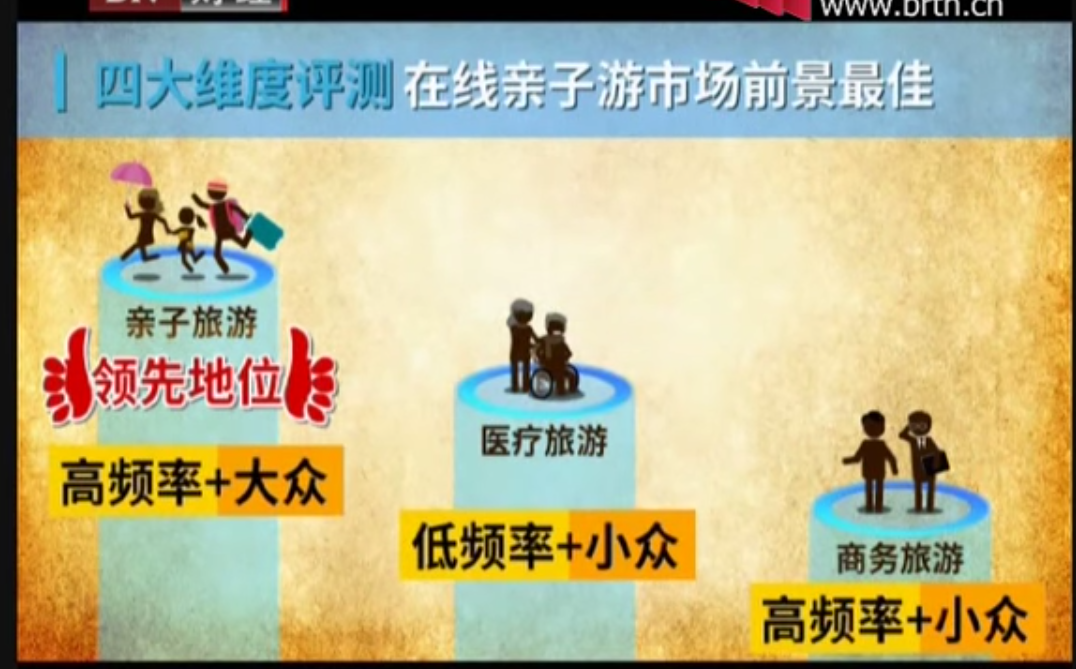 财经
www.brtn.cn
四大维度评测 在线亲子游市场前景最佳
亲子旅游
领先地位
高频率+大众
医疗旅游
低频率+小众
商务旅游
高频率+小众